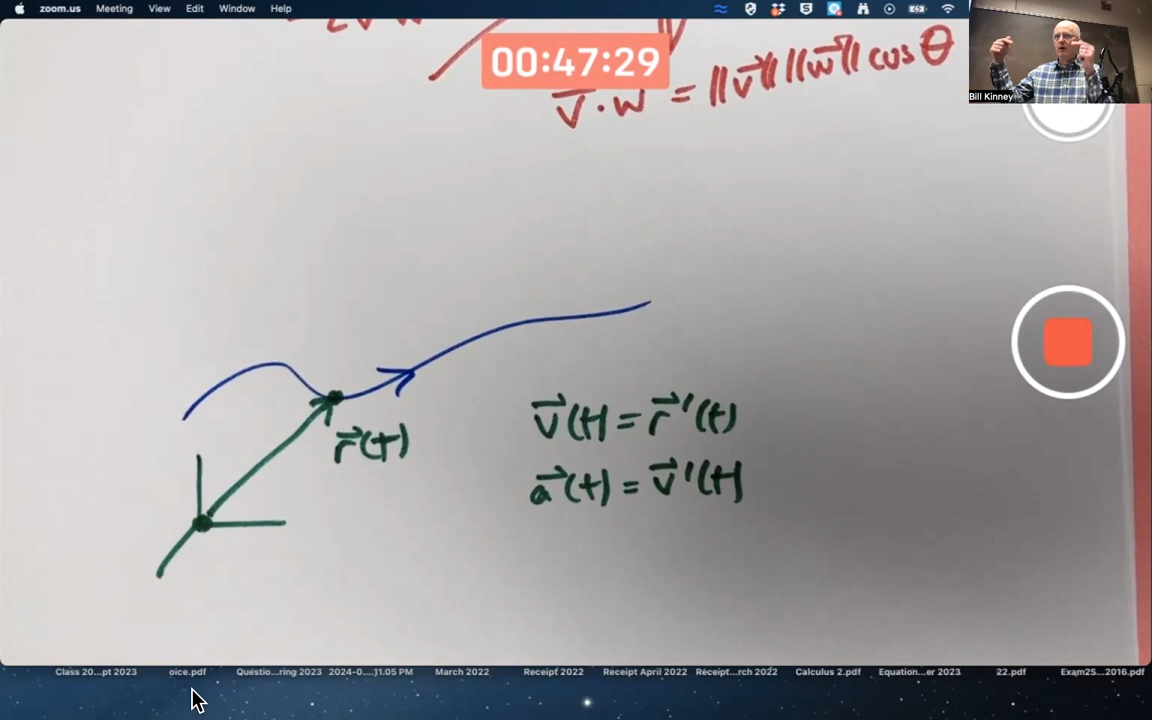 zoom.us Meeting View Edit Window Help
00:47:29
v⃗ · w = ||v⃗|| ||w⃗|| cos θ
Bill Kinney
r⃗(t)
v⃗(t) = r⃗'(t)
a⃗(t) = v⃗'(t)
Class 20...pt 2023 oice.pdf Questio...ring 2023 2024-0....11.05 PM March 2022 Receipt 2022 Receipt April 2022 Receipt...rch 2022 Calculus 2.pdf Equation...er 2023 22.pdf Exam2S...2016.pdf